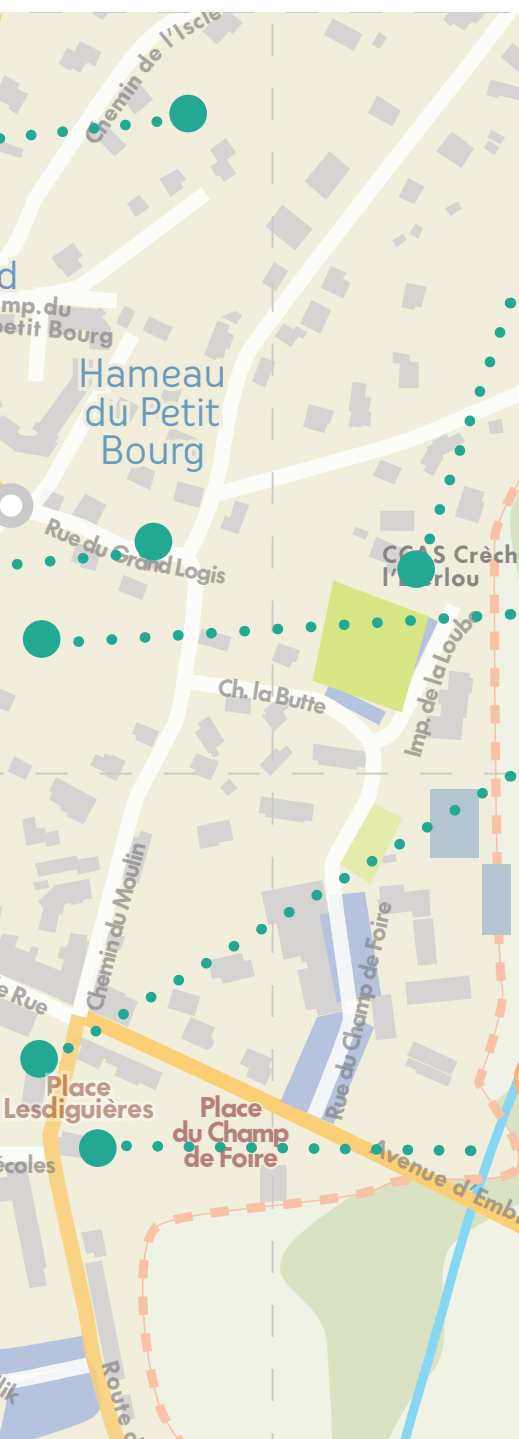 Chemin de l'Iscle
d
mp. du
petit Bourg
Hameau
du Petit
Bourg
Rue du Grand Logis
CCAS Crèch
Ch. la Butte
Imp. de la Loube
Chemin du Moulin
e Rue
Rue du Champ de Foire
Place
Lesdiguières
Place
du Champ
de Foire
écoles
Avenue d'Emb
Route d
lik